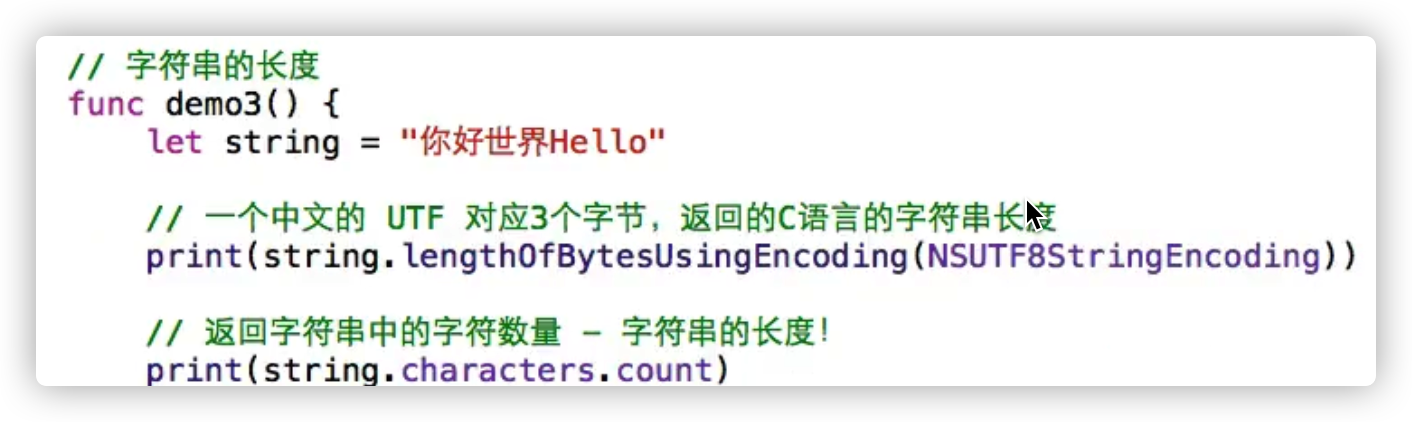 // 字符串的长度
func demo3() {
let string = "你好世界Hello"
// 一个中文的 UTF 对应3个字节，返回的C语言的字符串长度
print(string.lengthOfBytesUsingEncoding(NSUTF8StringEncoding))
// 返回字符串中的字符数量 - 字符串的长度！
print(string.characters.count)